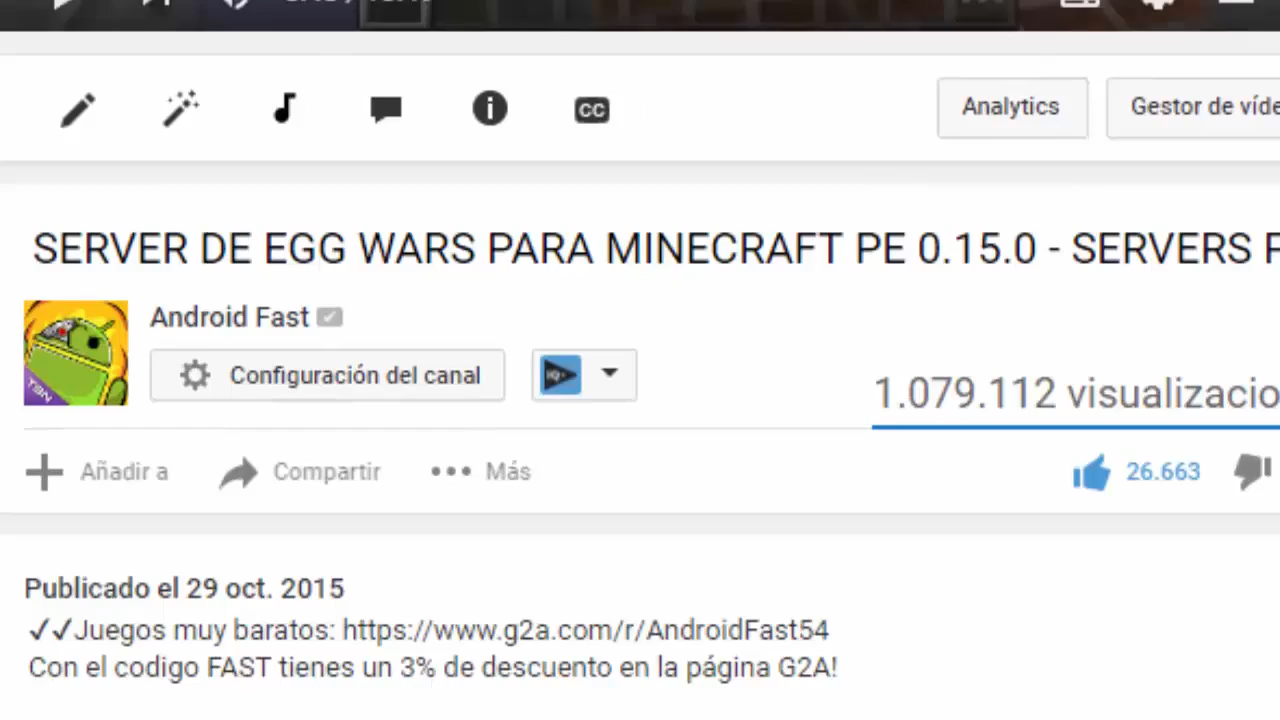 CC
Analytics
Gestor de víde
SERVER DE EGG WARS PARA MINECRAFT PE 0.15.0 - SERVERS P
Android Fast
Configuración del canal
1.079.112 visualizacio
Añadir a
Compartir
Más
26.663
Publicado el 29 oct. 2015
✓✓Juegos muy baratos: https://www.g2a.com/r/AndroidFast54
Con el codigo FAST tienes un 3% de descuento en la página G2A!